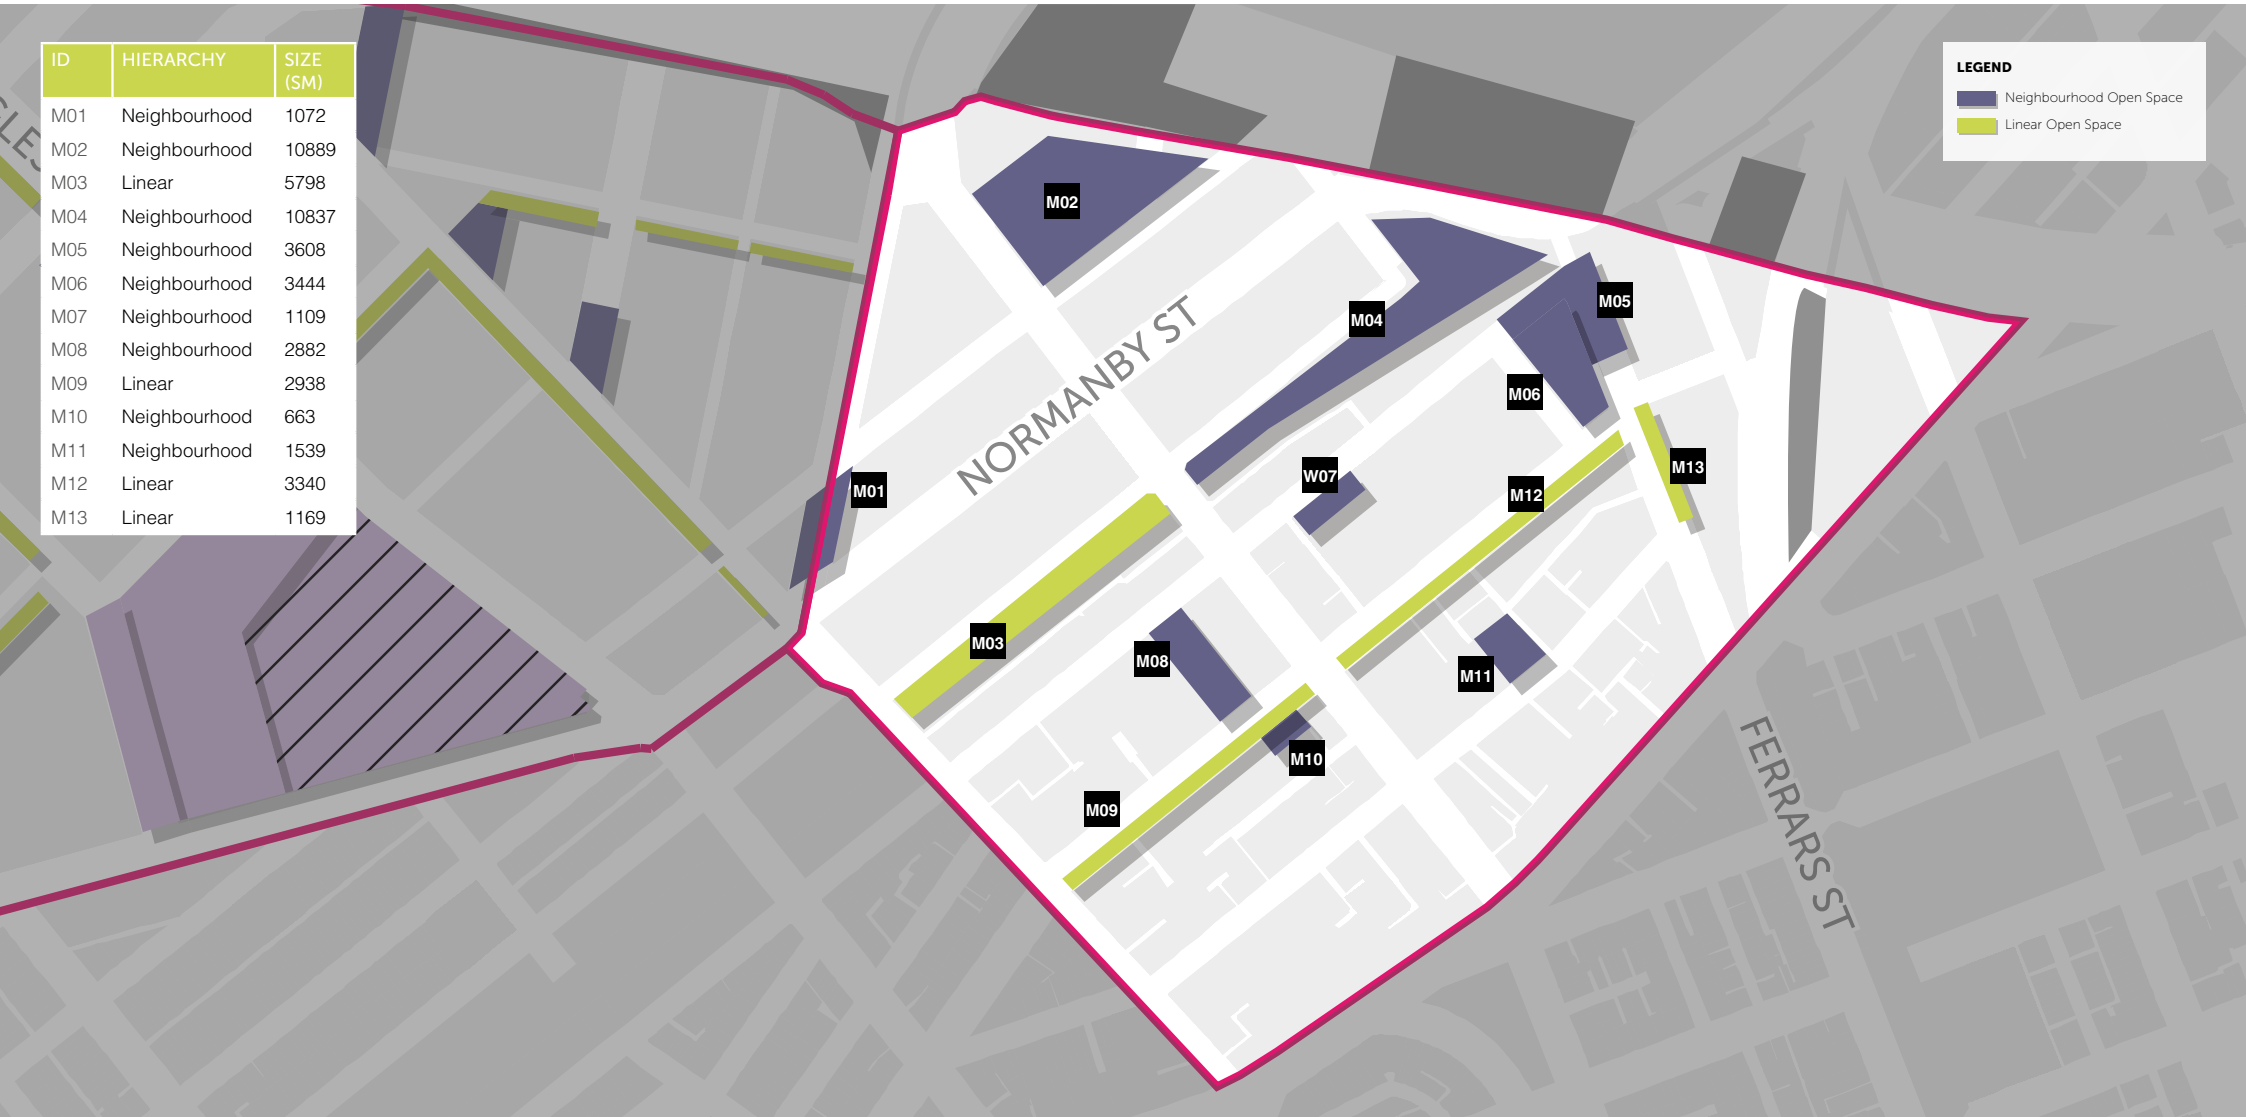 ID HIERARCHY SIZE
(SM)
M01 Neighbourhood 1072
M02 Neighbourhood 10889
M03 Linear 5798
M04 Neighbourhood 10837
M05 Neighbourhood 3608
M06 Neighbourhood 3444
M07 Neighbourhood 1109
M08 Neighbourhood 2882
M09 Linear 2938
M10 Neighbourhood 663
M11 Neighbourhood 1539
M12 Linear 3340
M13 Linear 1169
LEGEND
Neighbourhood Open Space
Linear Open Space
M02
M05
M04
NORMANBY ST
M06
M13
W07
M01
M12
M03
M08
M11
M10
M09
FERRARS ST